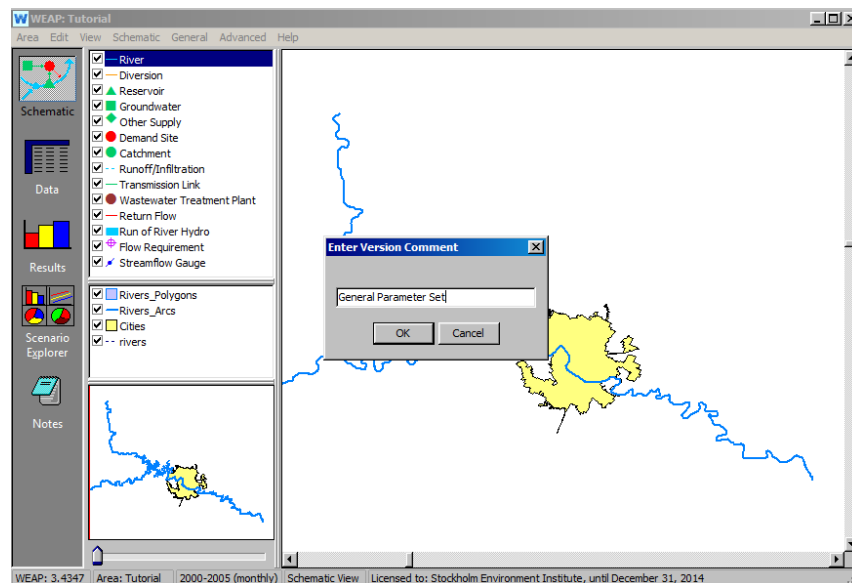 WEAP: Tutorial
Area Edit View Schematic General Advanced Help
Schematic
Data
Results
Scenario
Explorer
Notes
River
Diversion
Reservoir
Groundwater
Other Supply
Demand Site
Catchment
Runoff/Infiltration
Transmission Link
Wastewater Treatment Plant
Return Flow
Run of River Hydro
Flow Requirement
Streamflow Gauge
Rivers_Polygons
Rivers_Arcs
Cities
rivers
Enter Version Comment
General Parameter Set
OK Cancel
WEAP: 3.4347 Area: Tutorial 2000-2005 (monthly) Schematic View Licensed to: Stockholm Environment Institute, until December 31, 2014